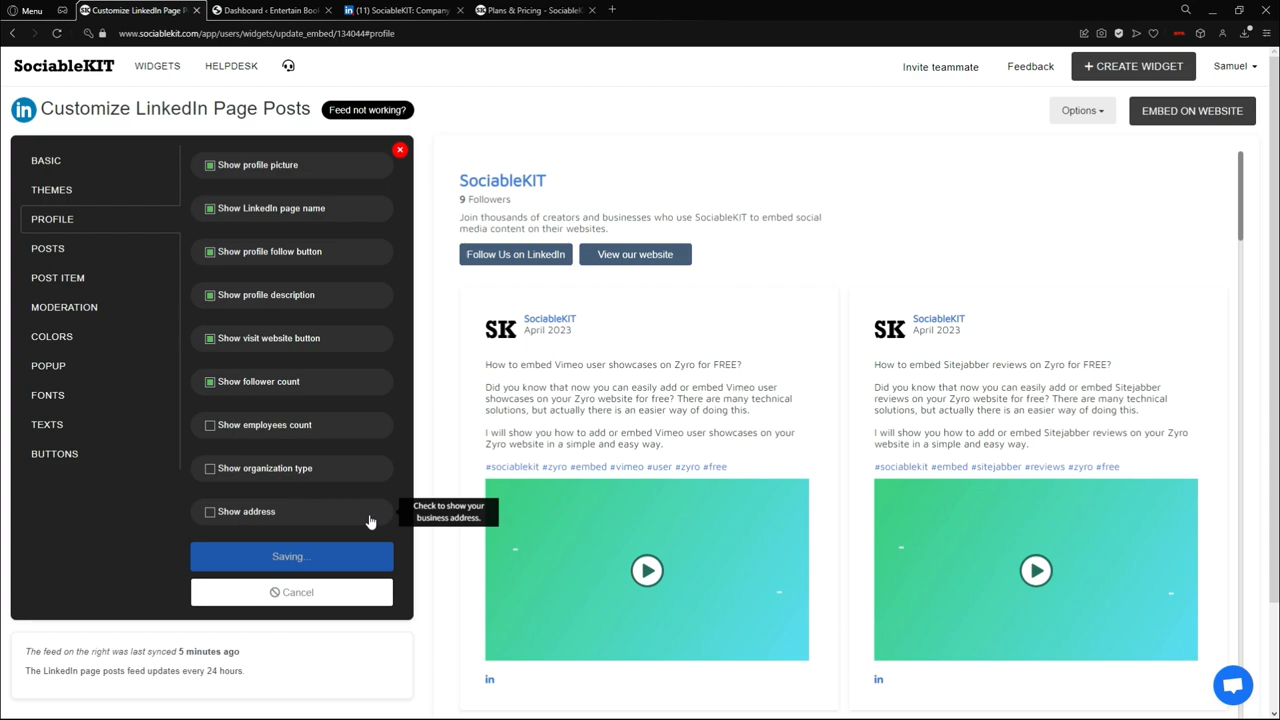 Menu
Customize LinkedIn Page P
Dashboard ‹ Entertain Bool
(11) SociableKIT: Company
Plans & Pricing - SociableK
www.sociablekit.com/app/users/widgets/update_embed/134044#profile
SociableKIT
WIDGETS
HELPDESK
Invite teammate
Feedback
+ CREATE WIDGET
Samuel
in Customize LinkedIn Page Posts
Feed not working?
Options
EMBED ON WEBSITE
BASIC
THEMES
PROFILE
POSTS
POST ITEM
MODERATION
COLORS
POPUP
FONTS
TEXTS
BUTTONS
Show profile picture
Show LinkedIn page name
Show profile follow button
Show profile description
Show visit website button
Show follower count
Show employees count
Show organization type
Show address
Check to show your
business address.
Saving...
Cancel
The feed on the right was last synced 5 minutes ago
The LinkedIn page posts feed updates every 24 hours.
SociableKIT
9 Followers
Join thousands of creators and businesses who use SociableKIT to embed social
media content on their websites.
Follow Us on LinkedIn
View our website
SK
SociableKIT
April 2023
How to embed Vimeo user showcases on Zyro for FREE?
Did you know that now you can easily add or embed Vimeo user
showcases on your Zyro website for free? There are many technical
solutions, but actually there is an easier way of doing this.
I will show you how to add or embed Vimeo user showcases on your
Zyro website in a simple and easy way.
#sociablekit #zyro #embed #vimeo #user #zyro #free
in
SK
SociableKIT
April 2023
How to embed Sitejabber reviews on Zyro for FREE?
Did you know that now you can easily add or embed Sitejabber
reviews on your Zyro website for free? There are many technical
solutions, but actually there is an easier way of doing this.
I will show you how to add or embed Sitejabber reviews on your Zyro
website in a simple and easy way.
#sociablekit #embed #sitejabber #reviews #zyro #free
in